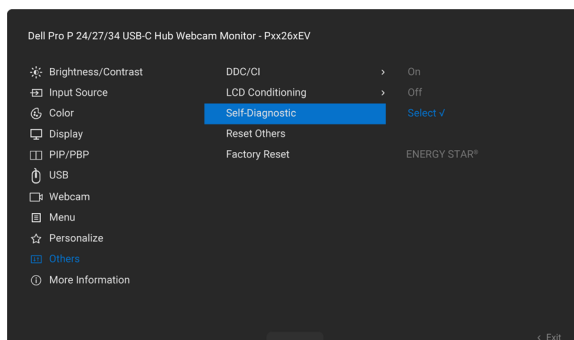 Dell Pro P 24/27/34 USB-C Hub Webcam Monitor - Pxx26xEV
Brightness/Contrast DDC/CI > On
Input Source LCD Conditioning > Off
Color Self-Diagnostic Select √
Display Reset Others
PIP/PBP Factory Reset ENERGY STAR®
USB
Webcam
Menu
Personalize
Others
More Information
< Exit